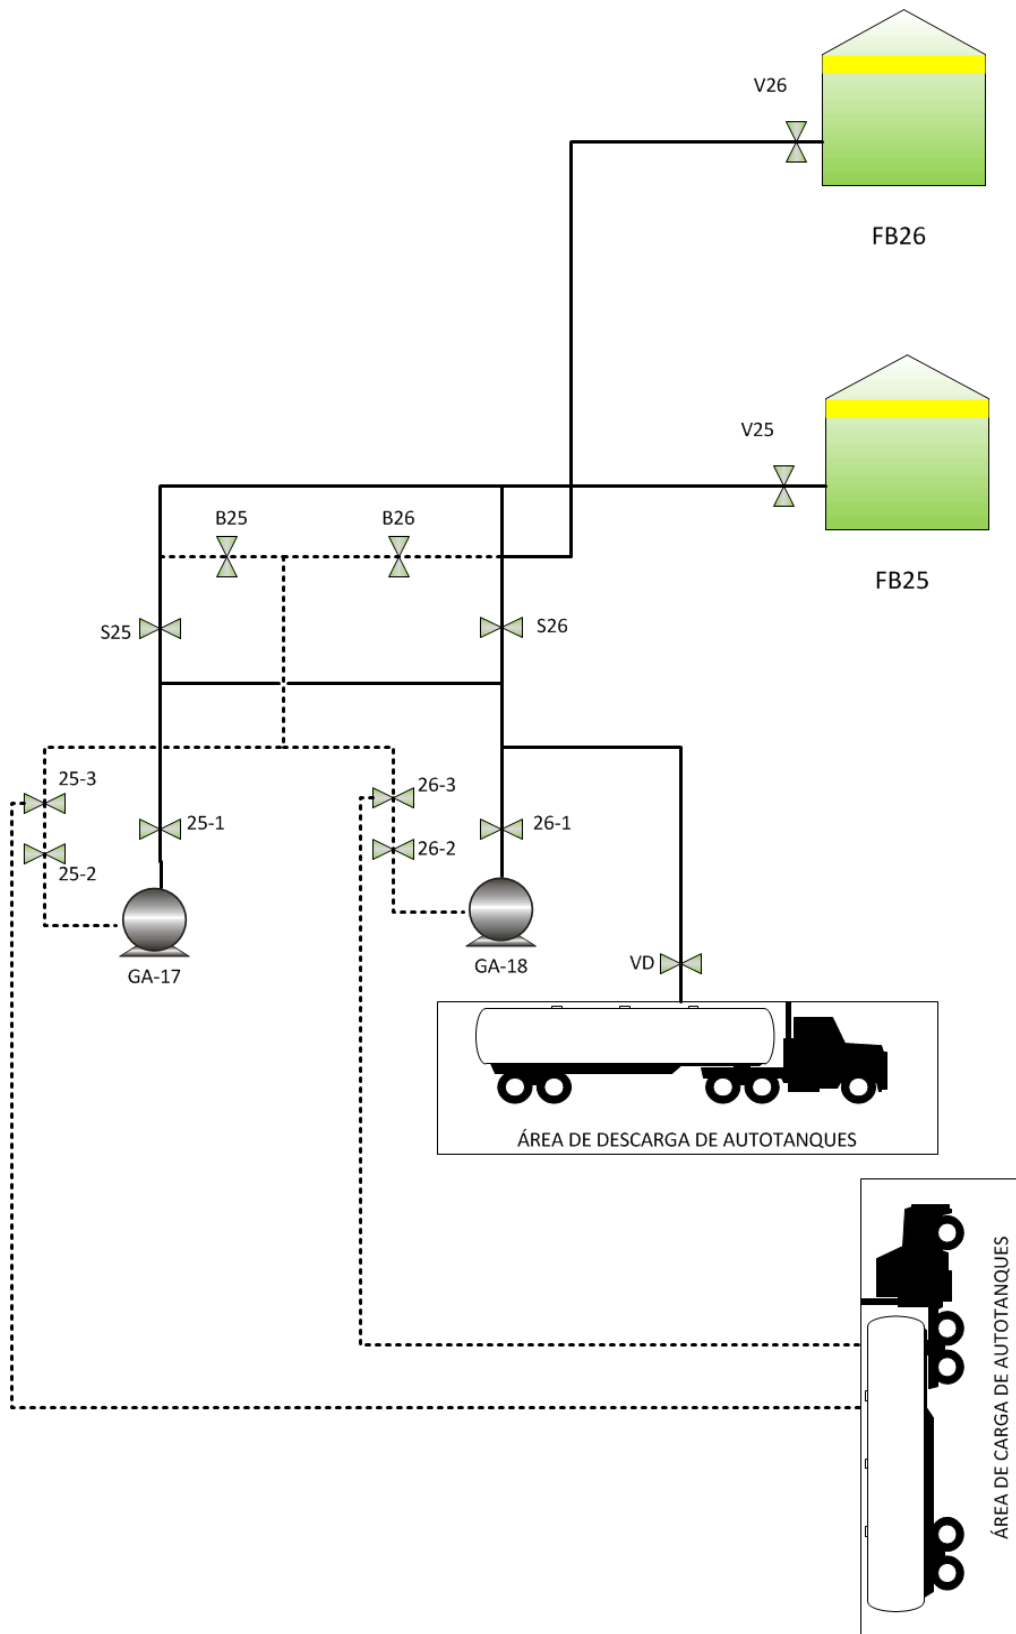 V26
FB26
V25
FB25
B25
B26
S25
S26
25-3
26-3
25-1
26-1
25-2
26-2
GA-17
GA-18
VD
ÁREA DE DESCARGA DE AUTOTANQUES
ÁREA DE CARGA DE AUTOTANQUES